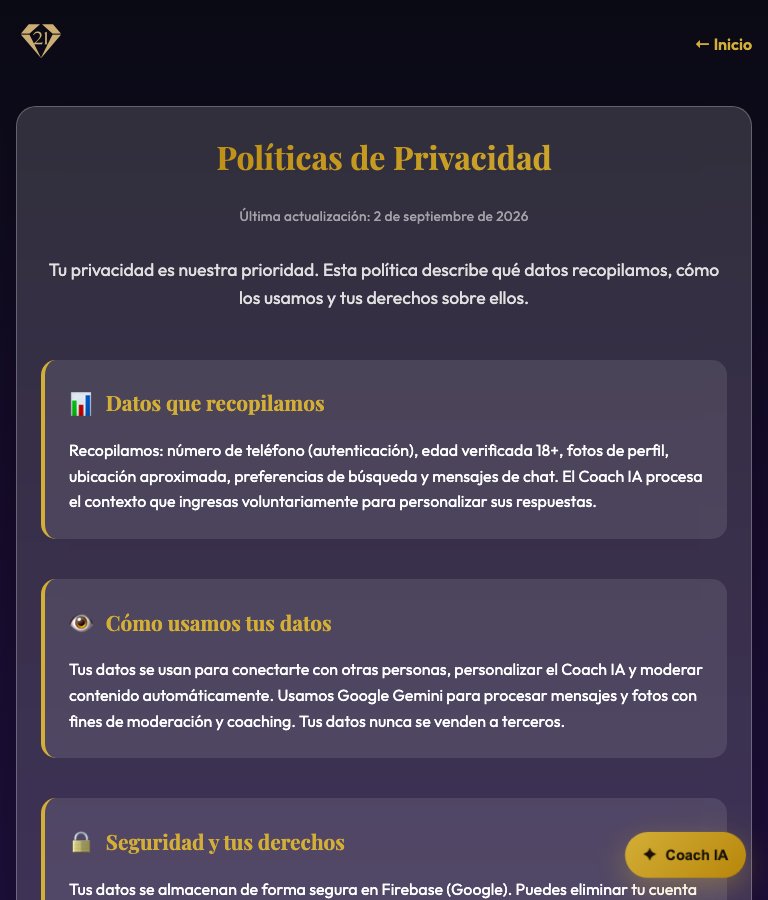 21
← Inicio
Políticas de Privacidad
Última actualización: 2 de septiembre de 2026
Tu privacidad es nuestra prioridad. Esta política describe qué datos recopilamos, cómo
los usamos y tus derechos sobre ellos.
Datos que recopilamos
Recopilamos: número de teléfono (autenticación), edad verificada 18+, fotos de perfil,
ubicación aproximada, preferencias de búsqueda y mensajes de chat. El Coach IA procesa
el contexto que ingresas voluntariamente para personalizar sus respuestas.
Cómo usamos tus datos
Tus datos se usan para conectarte con otras personas, personalizar el Coach IA y moderar
contenido automáticamente. Usamos Google Gemini para procesar mensajes y fotos con
fines de moderación y coaching. Tus datos nunca se venden a terceros.
Seguridad y tus derechos
Tus datos se almacenan de forma segura en Firebase (Google). Puedes eliminar tu cuenta
✦ Coach IA